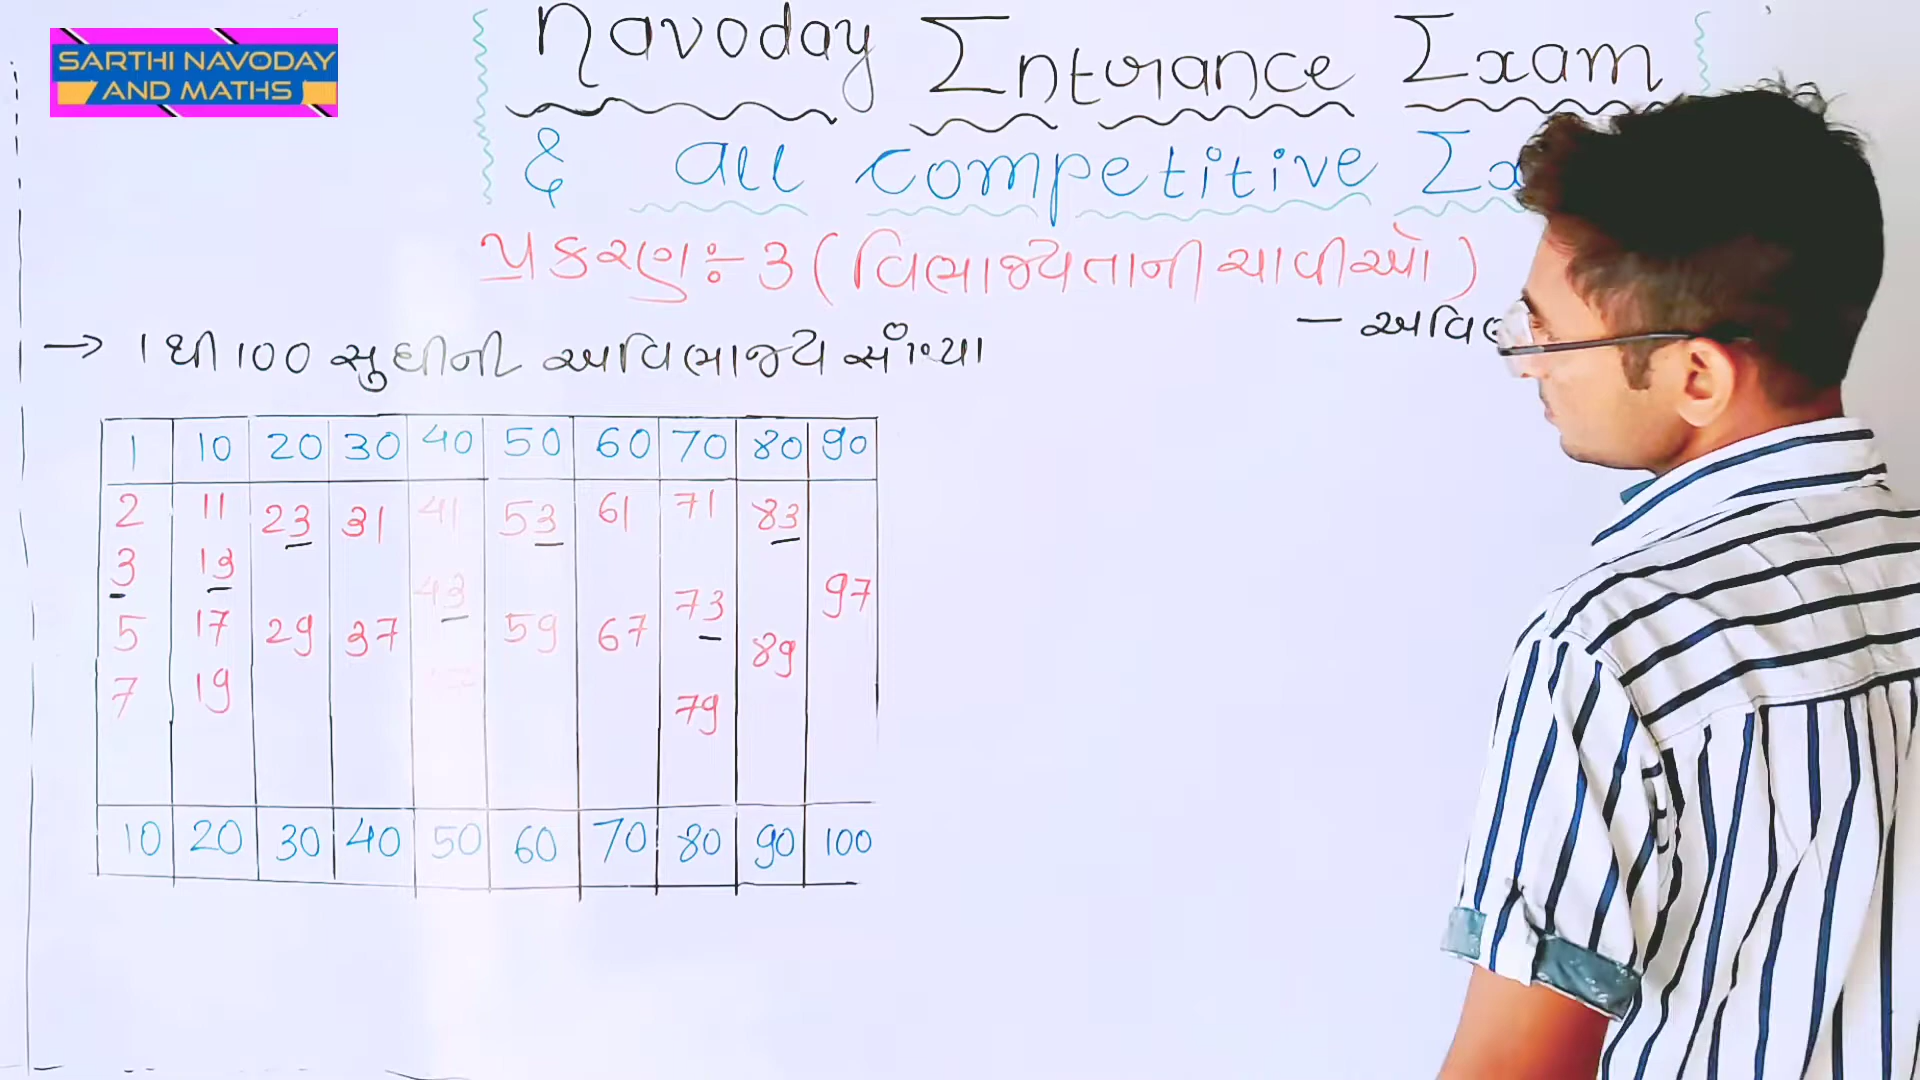 SARTHI NAVODAY
AND MATHS
Navoday Entrance Exam
& all competitive
પ્રકરણ:- 3 (વિભાજ્યતાની ચાવીઓ)
→ 1 થી 100 સુધીની અવિભાજ્ય સંખ્યા
1 10 20 30 40 50 60 70 80 90
2 11 23 31 41 53 61 71 83
3 13 43 73 97
5 17 29 37 59 67 89
7 19 47 79
10 20 30 40 50 60 70 80 90 100